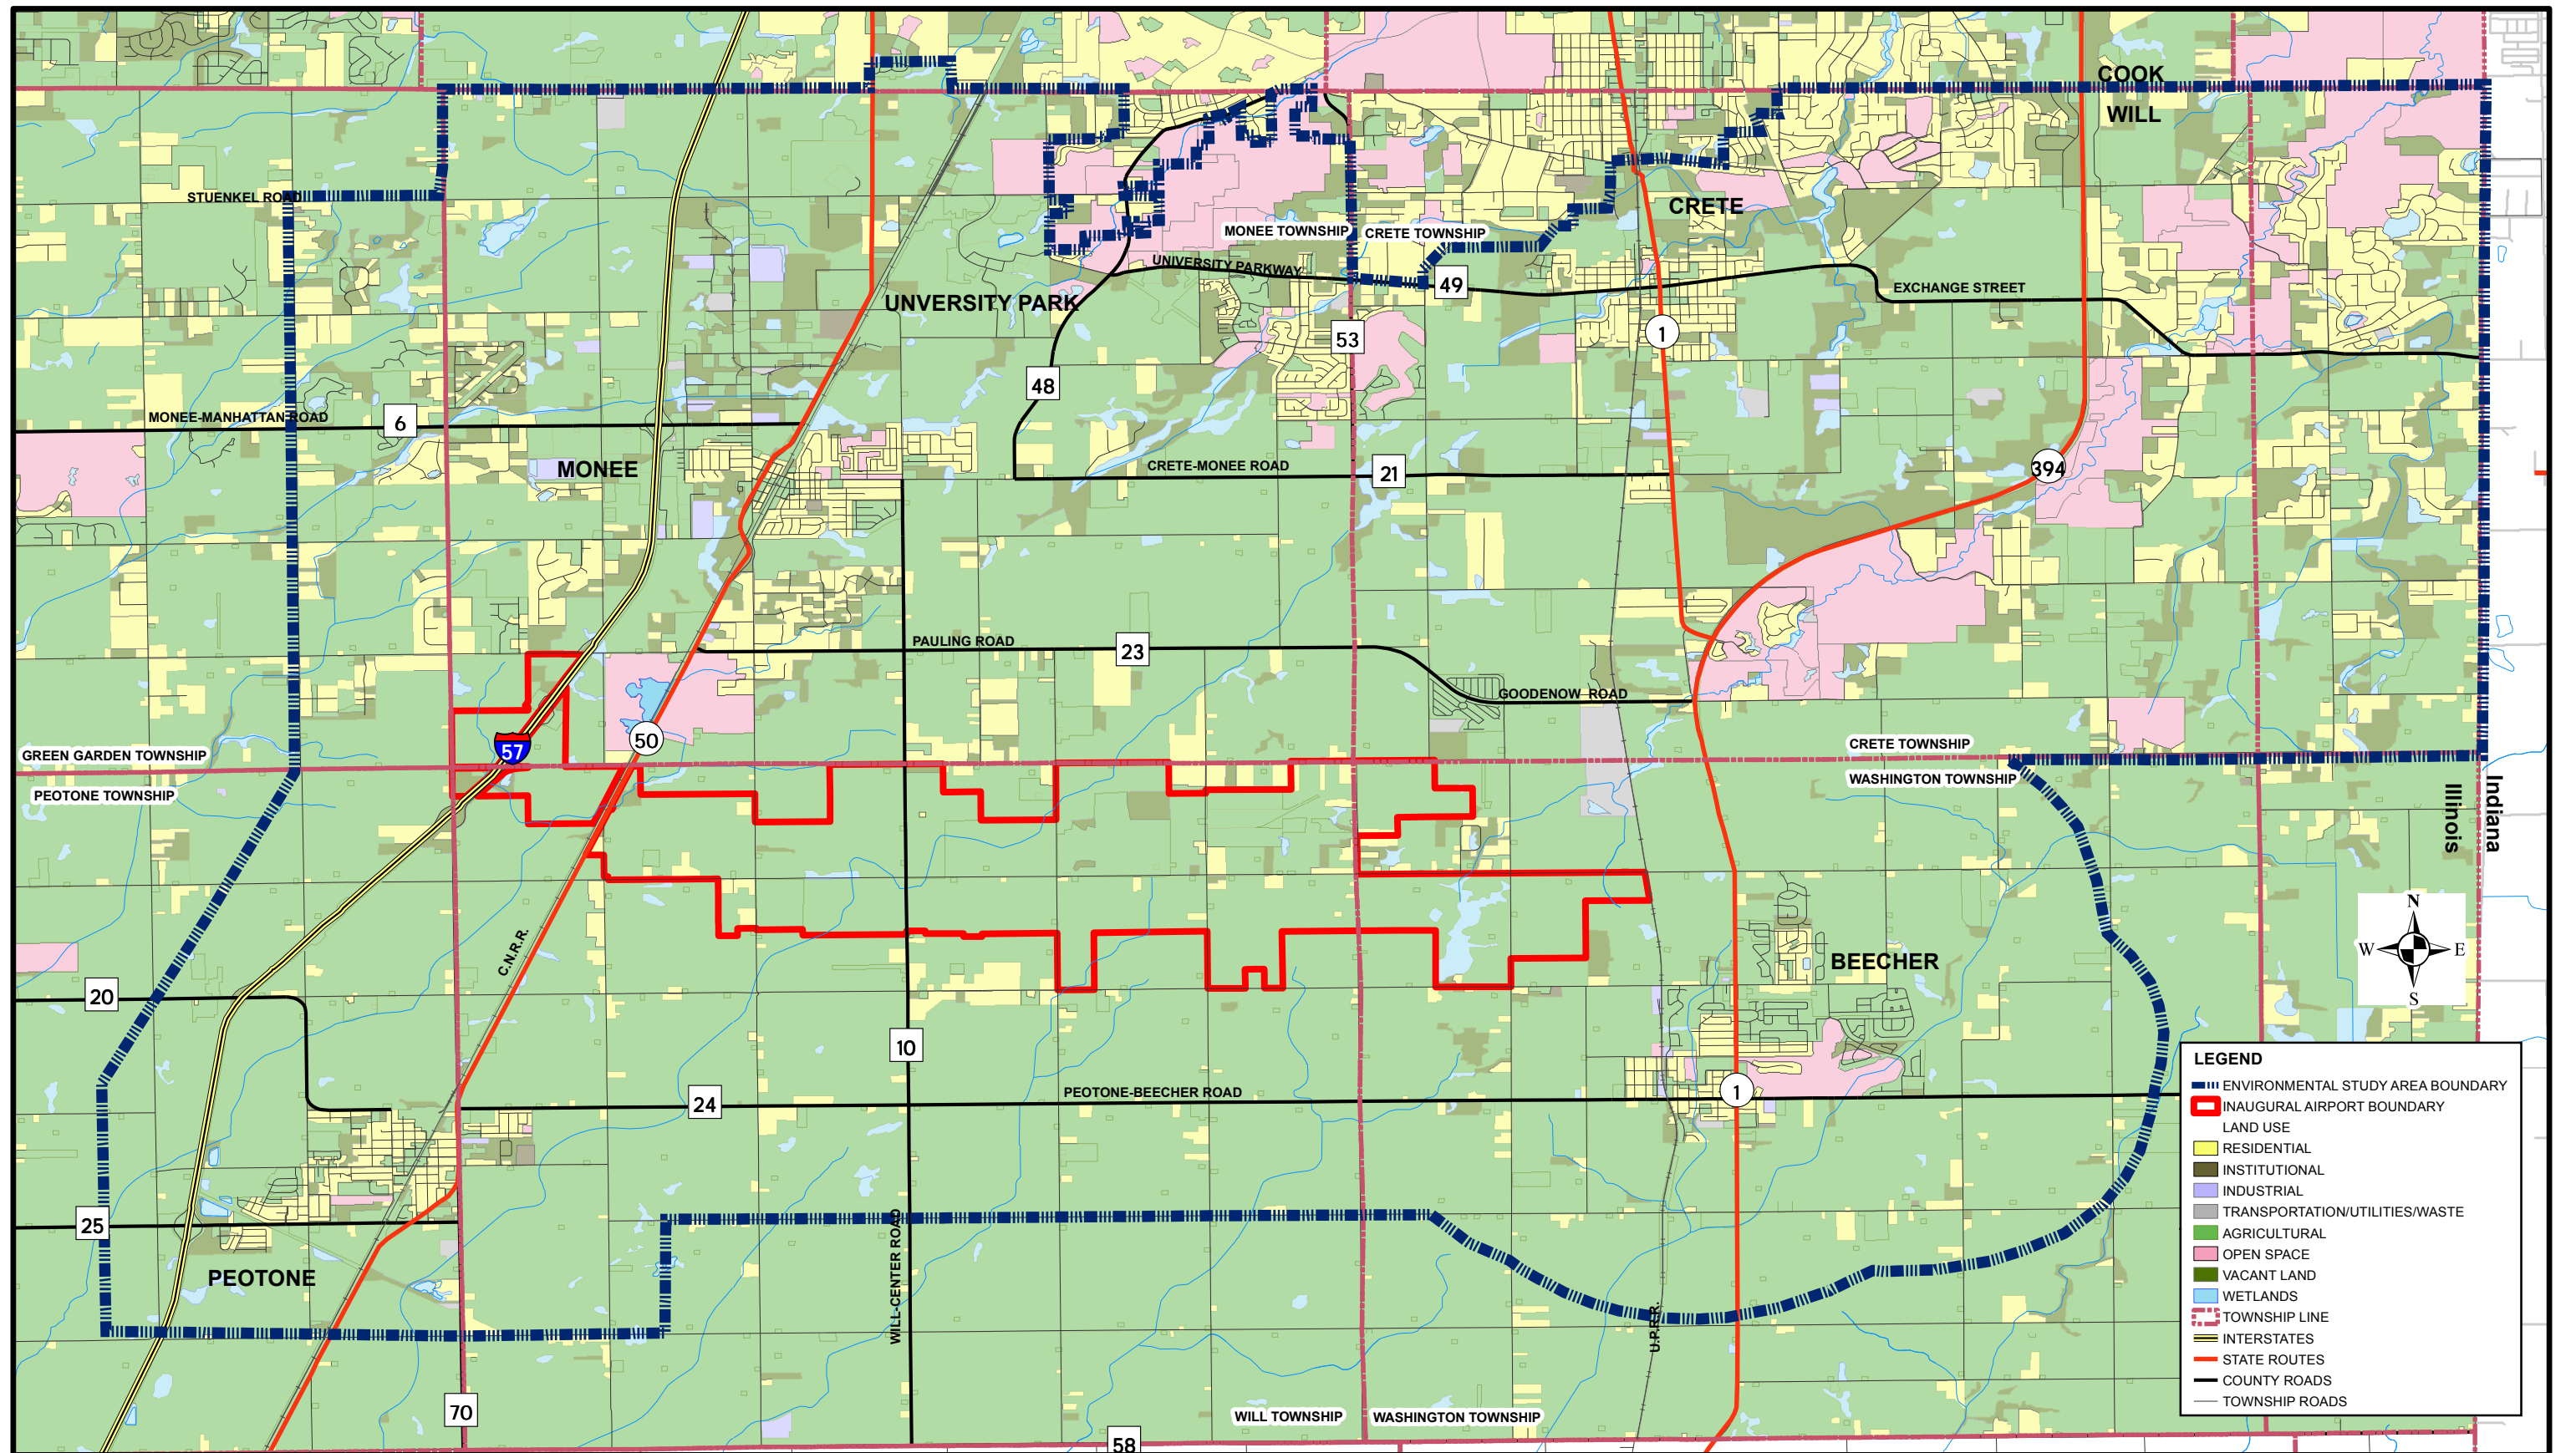 COOK
WILL
STUENKEL ROAD
CRETE
MONEE TOWNSHIP
CRETE TOWNSHIP
UNIVERSITY PARKWAY
49
EXCHANGE STREET
UNVERSITY PARK
53
1
48
MONEE-MANHATTAN ROAD
6
MONEE
CRETE-MONEE ROAD
21
394
PAULING ROAD
23
GOODENOW ROAD
57
50
GREEN GARDEN TOWNSHIP
CRETE TOWNSHIP
PEOTONE TOWNSHIP
WASHINGTON TOWNSHIP
Illinois
Indiana
N
W
E
S
C.N.R.R.
BEECHER
20
10
24
PEOTONE-BEECHER ROAD
1
25
PEOTONE
WILL-CENTER ROAD
U.P.R.R.
70
WILL TOWNSHIP
WASHINGTON TOWNSHIP
58
LEGEND
ENVIRONMENTAL STUDY AREA BOUNDARY
INAUGURAL AIRPORT BOUNDARY
LAND USE
RESIDENTIAL
INSTITUTIONAL
INDUSTRIAL
TRANSPORTATION/UTILITIES/WASTE
AGRICULTURAL
OPEN SPACE
VACANT LAND
WETLANDS
TOWNSHIP LINE
INTERSTATES
STATE ROUTES
COUNTY ROADS
TOWNSHIP ROADS